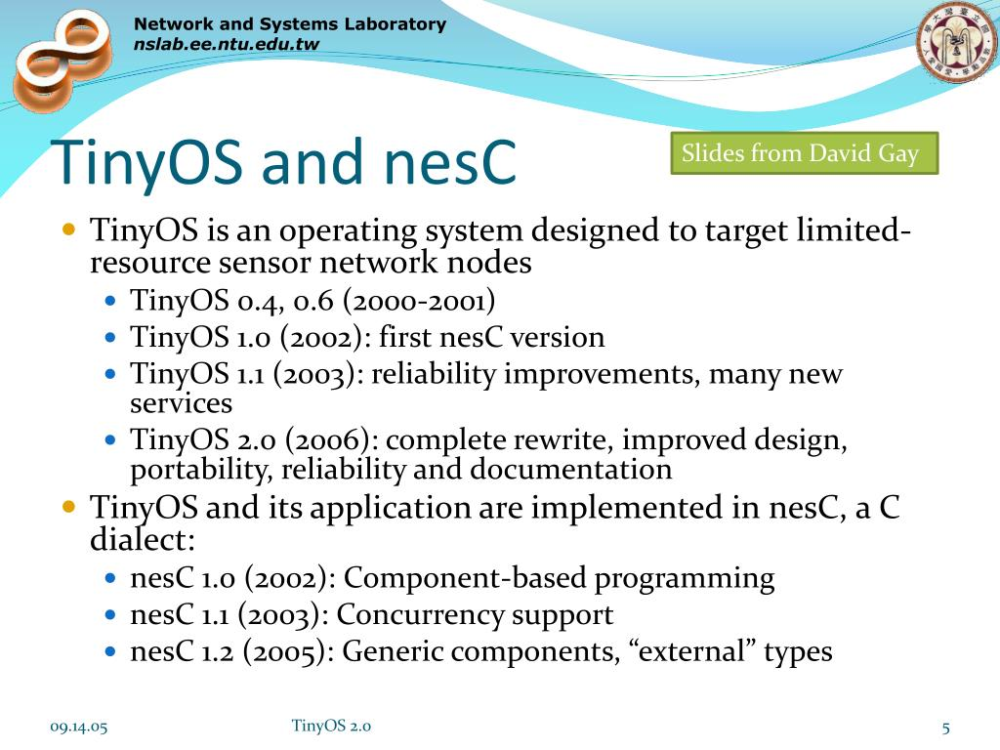 Network and Systems Laboratory
nslab.ee.ntu.edu.tw
TinyOS and nesC
Slides from David Gay
TinyOS is an operating system designed to target limited-
resource sensor network nodes
TinyOS 0.4, 0.6 (2000-2001)
TinyOS 1.0 (2002): first nesC version
TinyOS 1.1 (2003): reliability improvements, many new
services
TinyOS 2.0 (2006): complete rewrite, improved design,
portability, reliability and documentation
TinyOS and its application are implemented in nesC, a C
dialect:
nesC 1.0 (2002): Component-based programming
nesC 1.1 (2003): Concurrency support
nesC 1.2 (2005): Generic components, “external” types
09.14.05
TinyOS 2.0
5